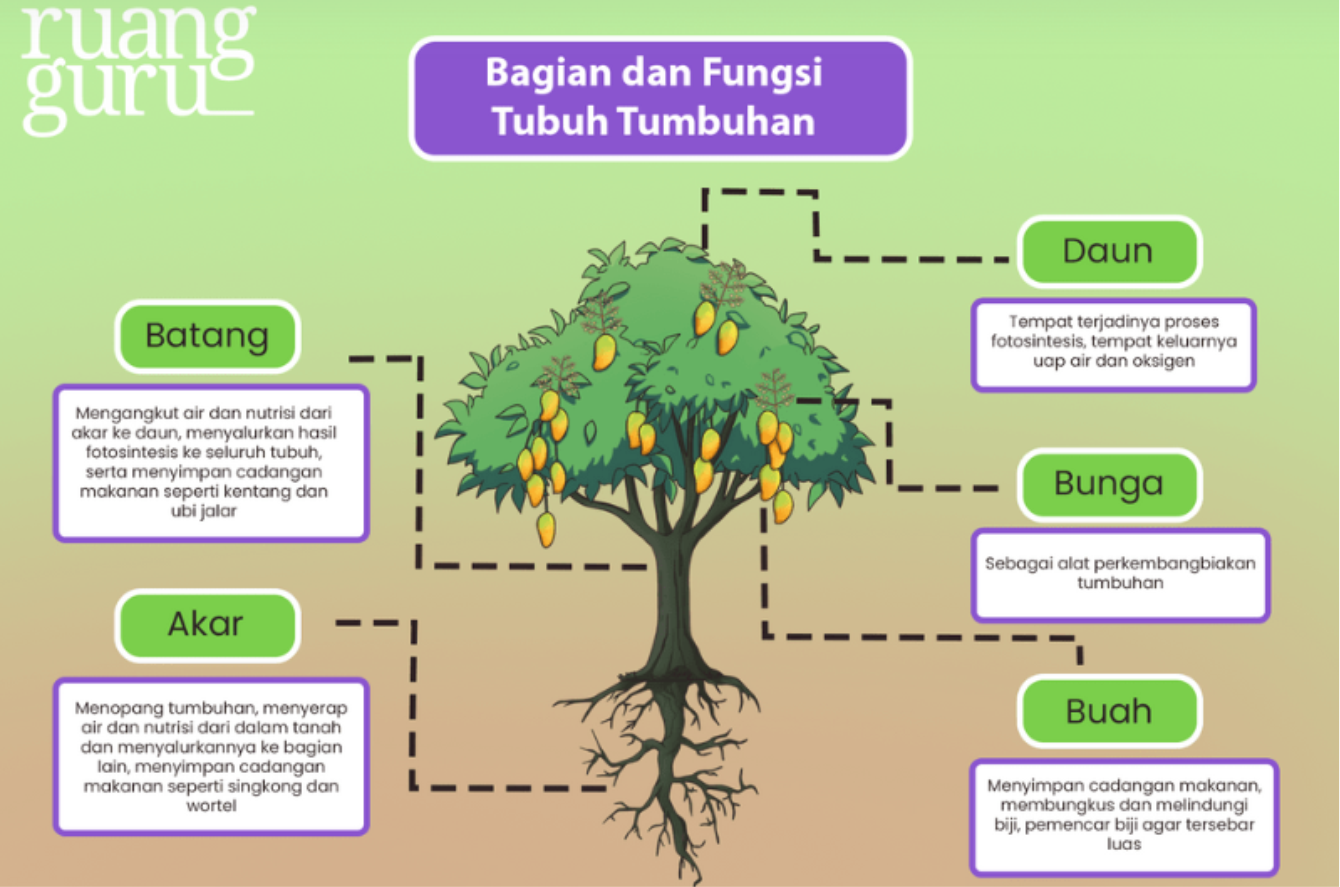 ruang
guru
Bagian dan Fungsi
Tubuh Tumbuhan
Batang
Mengangkut air dan nutrisi dari
akar ke daun, menyalurkan hasil
fotosintesis ke seluruh tubuh,
serta menyimpan cadangan
makanan seperti kentang dan
ubi jalar
Akar
Menopang tumbuhan, menyerap
air dan nutrisi dari dalam tanah
dan menyalurkannya ke bagian
lain, menyimpan cadangan
makanan seperti singkong dan
wortel
Daun
Tempat terjadinya proses
fotosintesis, tempat keluarnya
uap air dan oksigen
Bunga
Sebagai alat perkembangbiakan
tumbuhan
Buah
Menyimpan cadangan makanan,
membungkus dan melindungi
biji, pemencar biji agar tersebar
luas